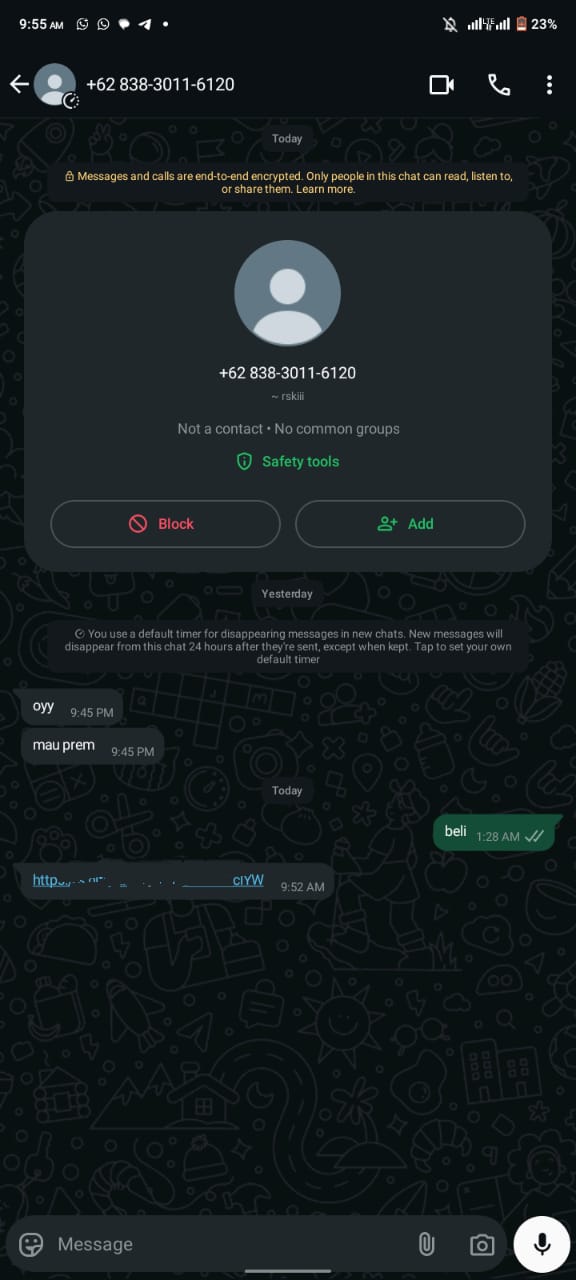 9:55 AM
LTE
23%
+62 838-3011-6120
Today
Messages and calls are end-to-end encrypted. Only people in this chat can read, listen to,
or share them. Learn more.
+62 838-3011-6120
~ rskiii
Not a contact • No common groups
Safety tools
Block
Add
Yesterday
You use a default timer for disappearing messages in new chats. New messages will
disappear from this chat 24 hours after they're sent, except when kept. Tap to set your own
default timer
oyy 9:45 PM
mau prem 9:45 PM
Today
beli 1:28 AM
9:52 AM
Message